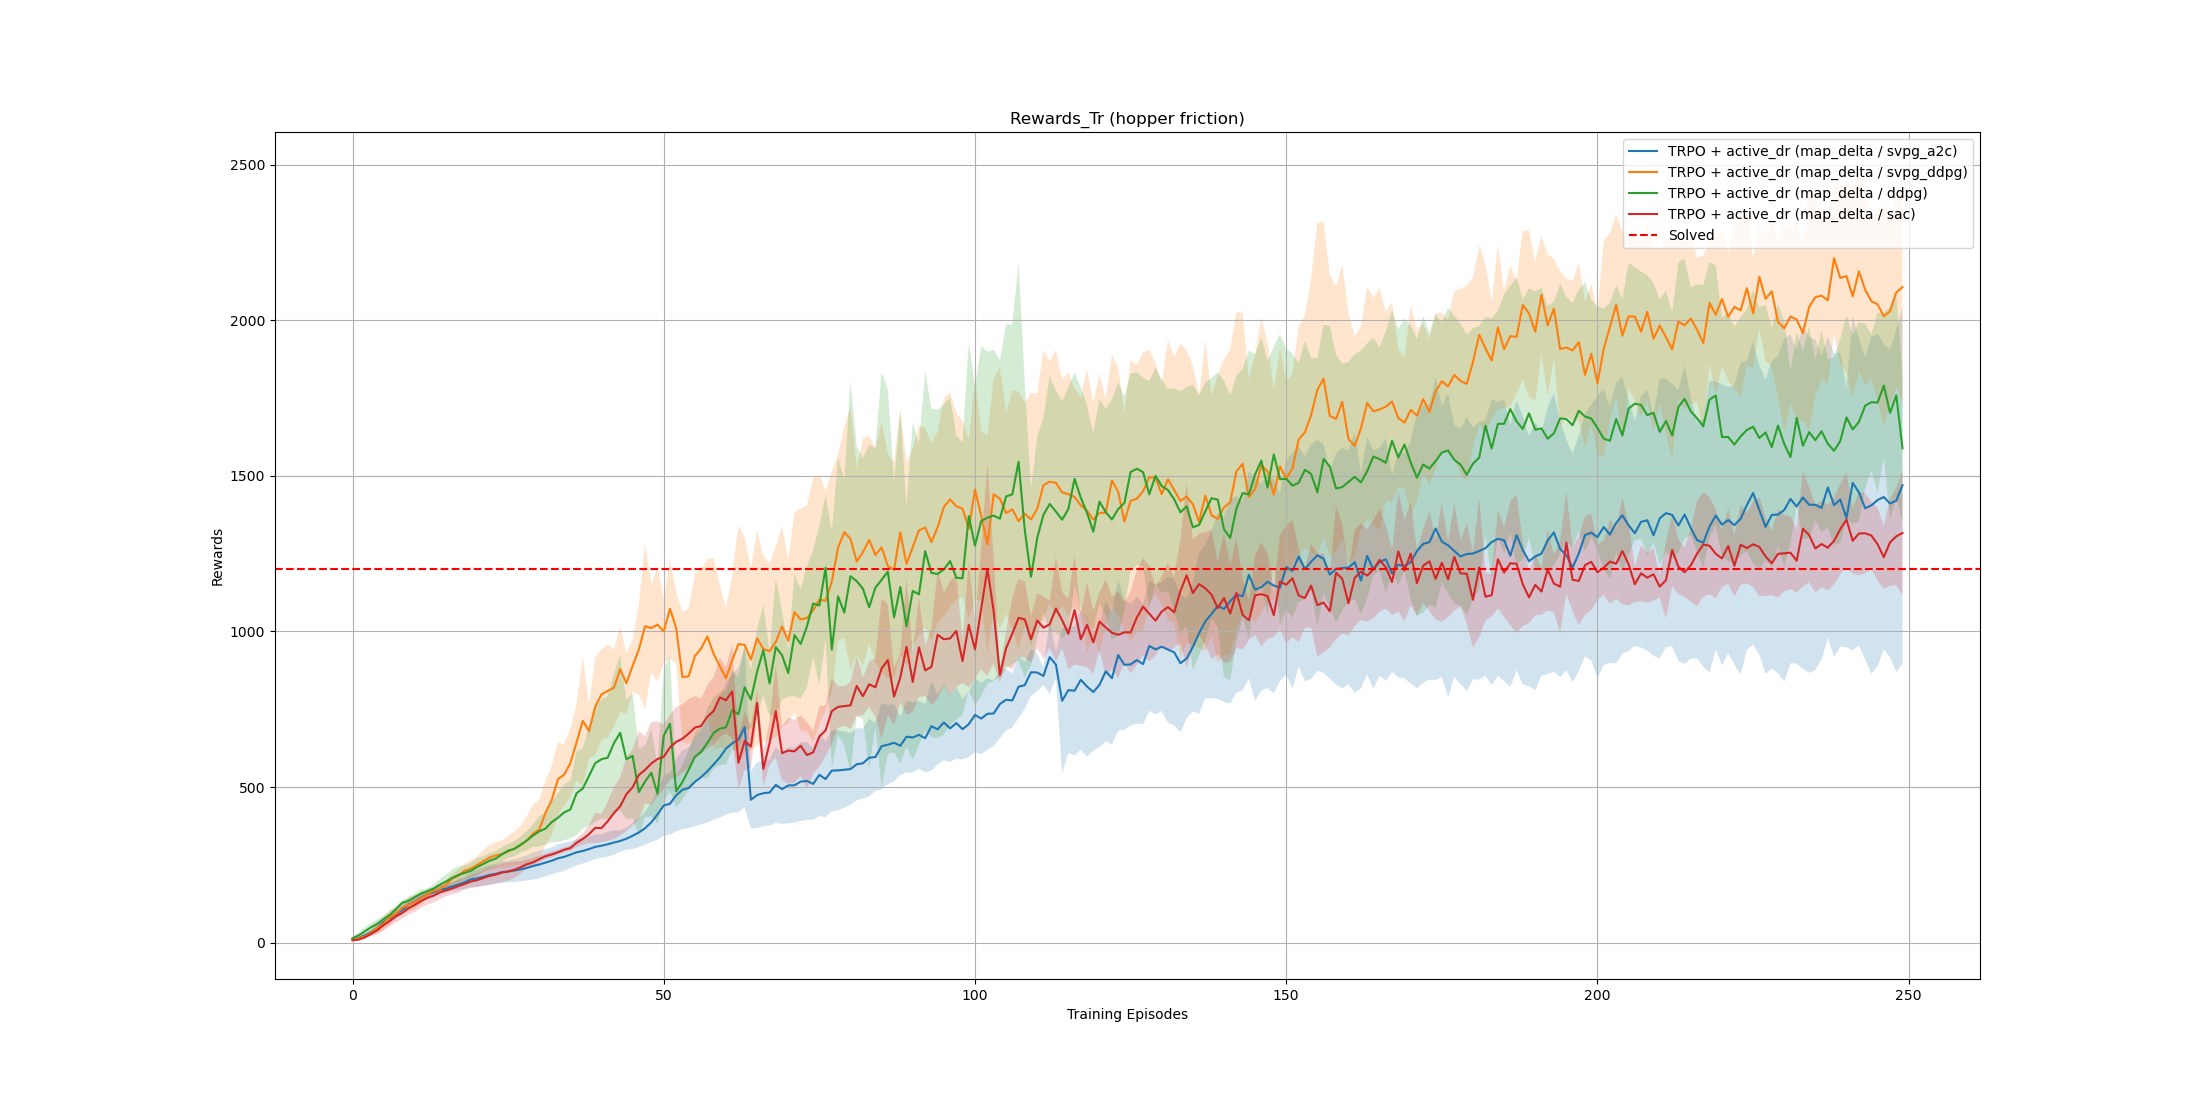 Rewards_Tr (hopper friction)
TRPO + active_dr (map_delta / svpg_a2c)
TRPO + active_dr (map_delta / svpg_ddpg)
TRPO + active_dr (map_delta / ddpg)
TRPO + active_dr (map_delta / sac)
Solved
2500
2000
1500
1000
500
0
Rewards
0 50 100 150 200 250
Training Episodes